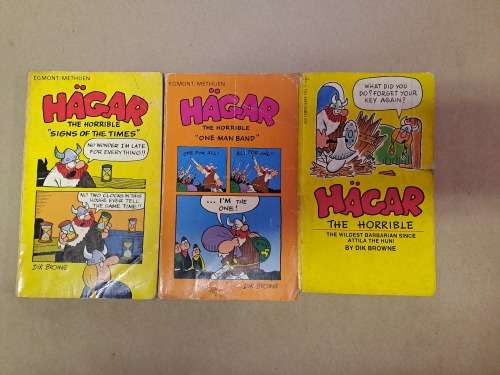 EGMONT/METHUEN
HÄGAR
THE HORRIBLE
"SIGNS OF THE TIMES"
NO WONDER I'M LATE
FOR EVERYTHING!!
NO TWO CLOCKS IN THIS
HOUSE EVER TELL
THE SAME TIME!!
DIK BROWNE
EGMONT/METHUEN
HÄGAR
THE HORRIBLE
"ONE MAN BAND"
ONE FOR ALL!
ALL FOR ONE!
...I'M THE
ONE!
DIK BROWNE
WHAT DID YOU
DO? FORGET YOUR
KEY AGAIN?
HÄGAR
THE HORRIBLE
THE WILDEST BARBARIAN SINCE
ATTILA THE HUN!
BY DIK BROWNE